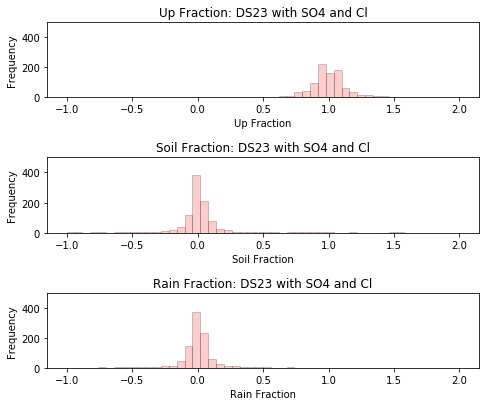 Up Fraction: DS23 with SO4 and Cl
Frequency
400
200
0
−1.0 −0.5 0.0 0.5 1.0 1.5 2.0
Up Fraction
Soil Fraction: DS23 with SO4 and Cl
Frequency
400
200
0
−1.0 −0.5 0.0 0.5 1.0 1.5 2.0
Soil Fraction
Rain Fraction: DS23 with SO4 and Cl
Frequency
400
200
0
−1.0 −0.5 0.0 0.5 1.0 1.5 2.0
Rain Fraction